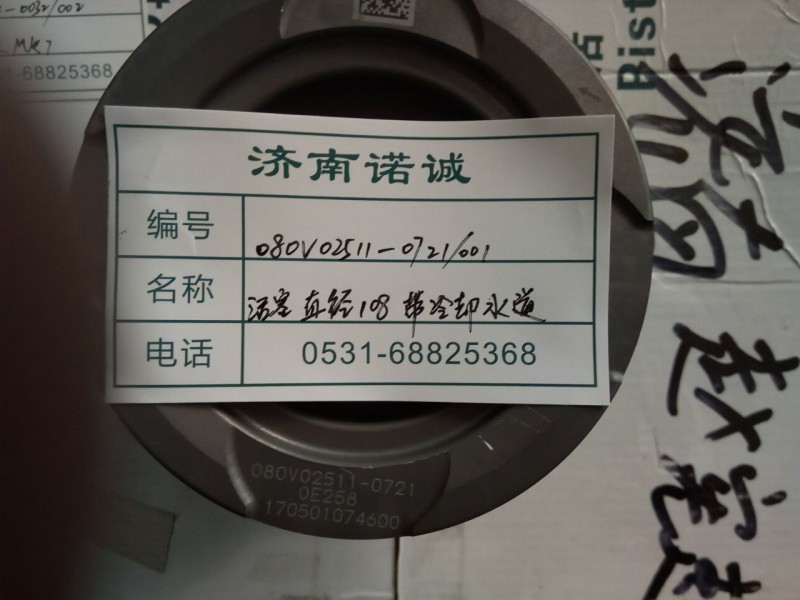 -0032/002
MK7
-68825368
Bist
济南诺诚
编号 080V02511-0721/001
名称 活塞 直径108 带冷却水道
电话 0531-68825368
080V02511-0721
0E258
170501074600